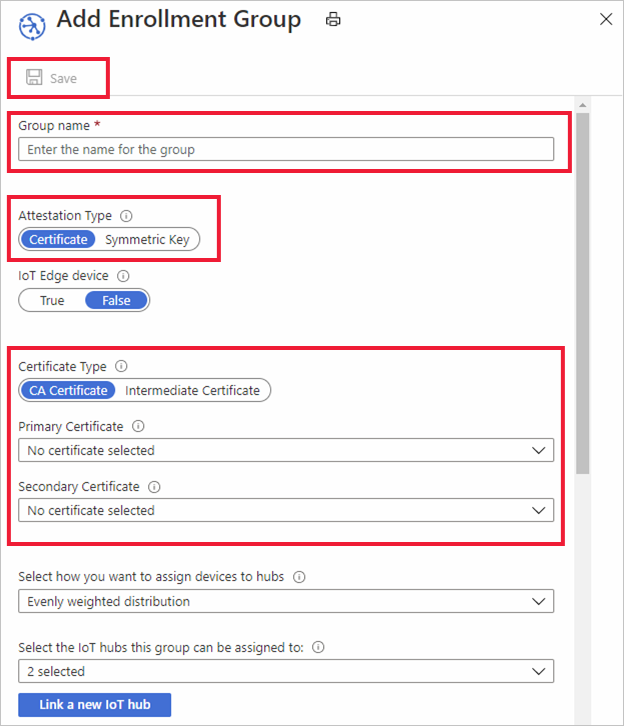 Add Enrollment Group
Save
Group name *
Enter the name for the group
Attestation Type
Certificate Symmetric Key
IoT Edge device
True False
Certificate Type
CA Certificate Intermediate Certificate
Primary Certificate
No certificate selected
Secondary Certificate
No certificate selected
Select how you want to assign devices to hubs
Evenly weighted distribution
Select the IoT hubs this group can be assigned to:
2 selected
Link a new IoT hub